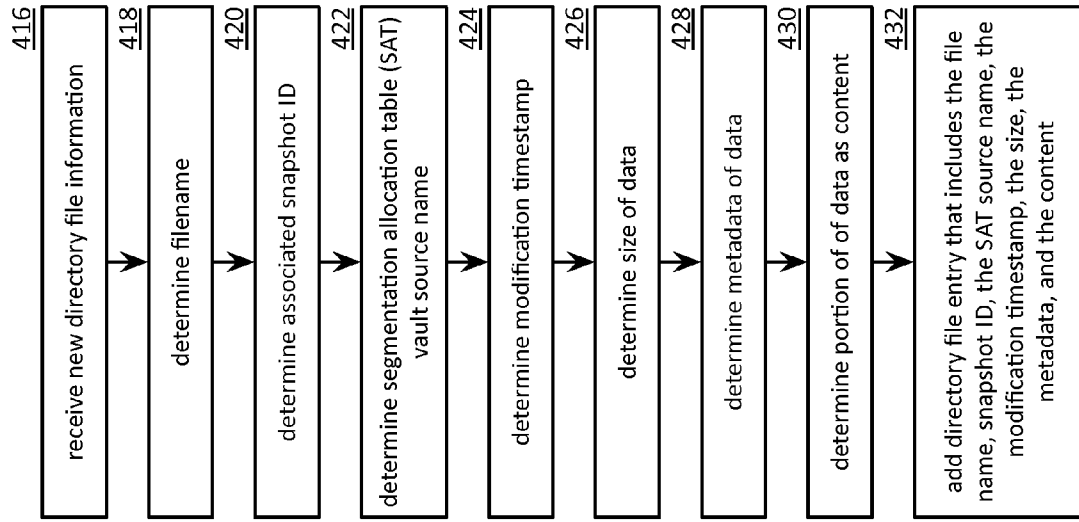 416
receive new directory file information
418
determine filename
420
determine associated snapshot ID
422
determine segmentation allocation table (SAT)
vault source name
424
determine modification timestamp
426
determine size of data
428
determine metadata of data
430
determine portion of of data as content
432
add directory file entry that includes the file
name, snapshot ID, the SAT source name, the
modification timestamp, the size, the
metadata, and the content